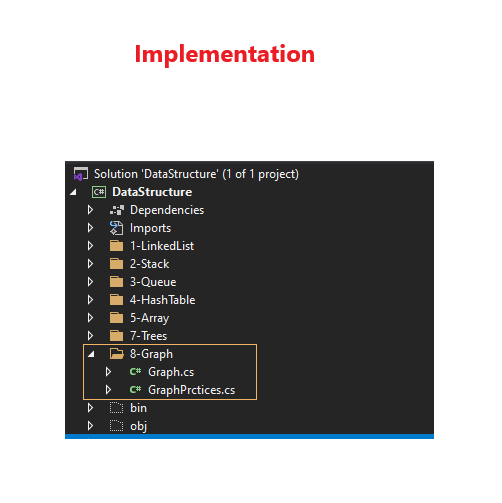 Implementation
Solution 'DataStructure' (1 of 1 project)
C# DataStructure
Dependencies
Imports
1-LinkedList
2-Stack
3-Queue
4-HashTable
5-Array
7-Trees
8-Graph
C# Graph.cs
C# GraphPrctices.cs
bin
obj